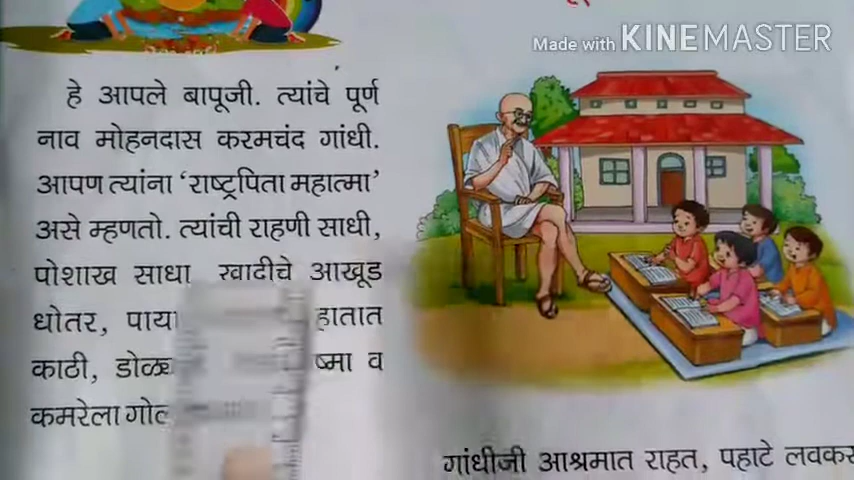 Made with KINEMASTER
हे आपले बापूजी. त्यांचे पूर्ण
नाव मोहनदास करमचंद गांधी.
आपण त्यांना 'राष्ट्रपिता महात्मा'
असे म्हणतो. त्यांची राहणी साधी,
पोशाख साधा खादीचे आखूड
धोतर, हातात
काठी, व
कमरेला
गांधीजी आश्रमात राहत, पहाटे